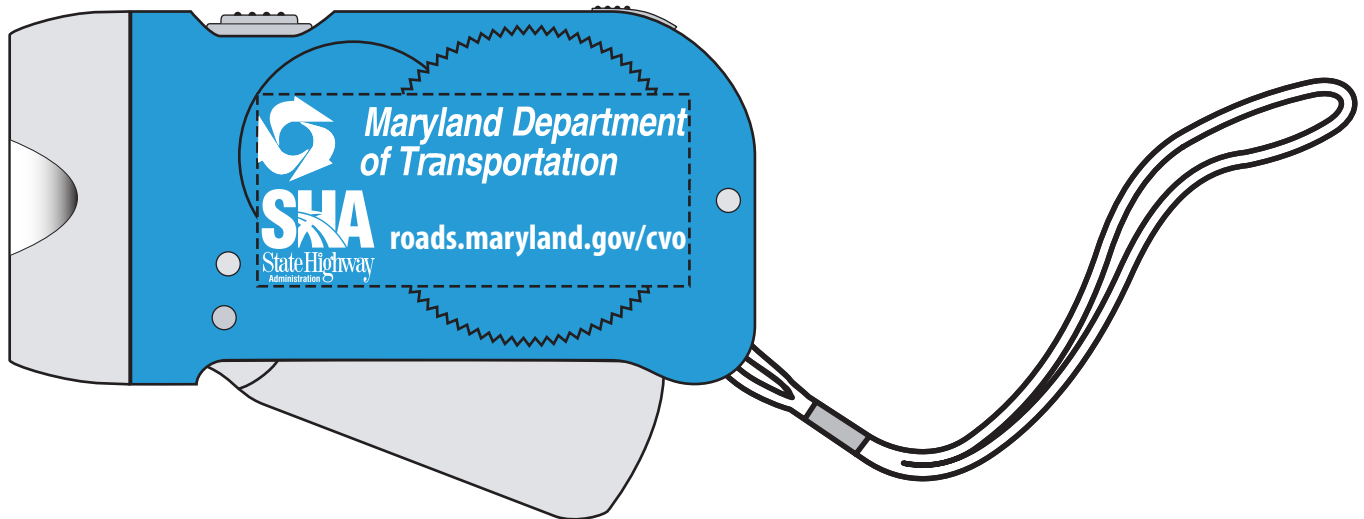 Maryland Department
of Transportation
SHA
State Highway
Administration
roads.maryland.gov/cvo